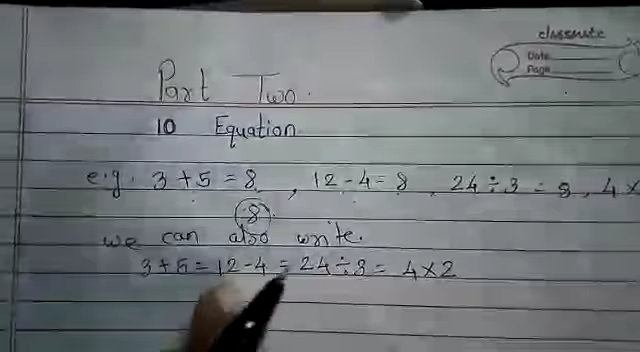 classmate
Date
Page
Part Two.
10 Equation
e.g. 3 + 5 = 8, 12 - 4 = 8, 24 ÷ 3 = 8, 4 ×
8
we can also write.
3 + 5 = 12 - 4 = 24 ÷ 3 = 4 × 2